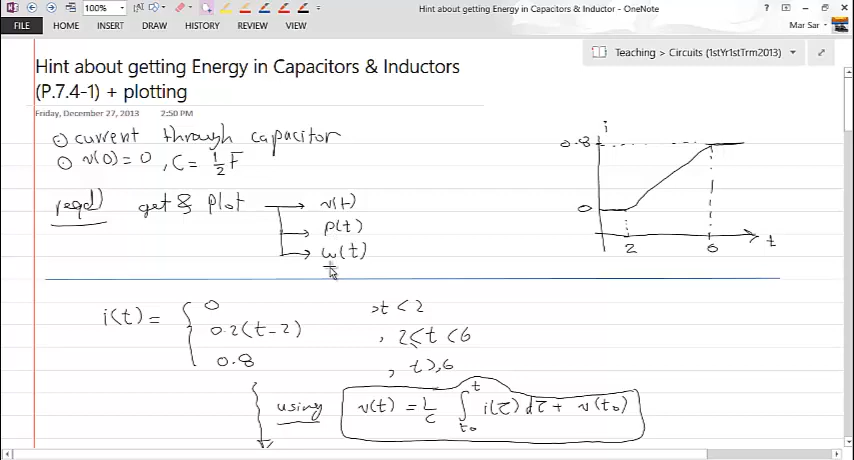 100%
Hint about getting Energy in Capacitors & Inductor - OneNote
FILE HOME INSERT DRAW HISTORY REVIEW VIEW
Mar Sar
Teaching > Circuits (1stYr1stTrm2013)
Hint about getting Energy in Capacitors & Inductors
(P.7.4-1) + plotting
Friday, December 27, 2013 2:50 PM
current through capacitor
v(0) = 0 , C = 1/2 F
i
0.8
0
2 6 t
req'd get & plot → v(t)
→ p(t)
→ w(t)
i(t) = { 0 , t < 2
0.2(t-2) , 2 ≤ t < 6
0.8 , t ≥ 6
using v(t) = 1/C ∫ t0 t i(τ) dτ + v(t0)